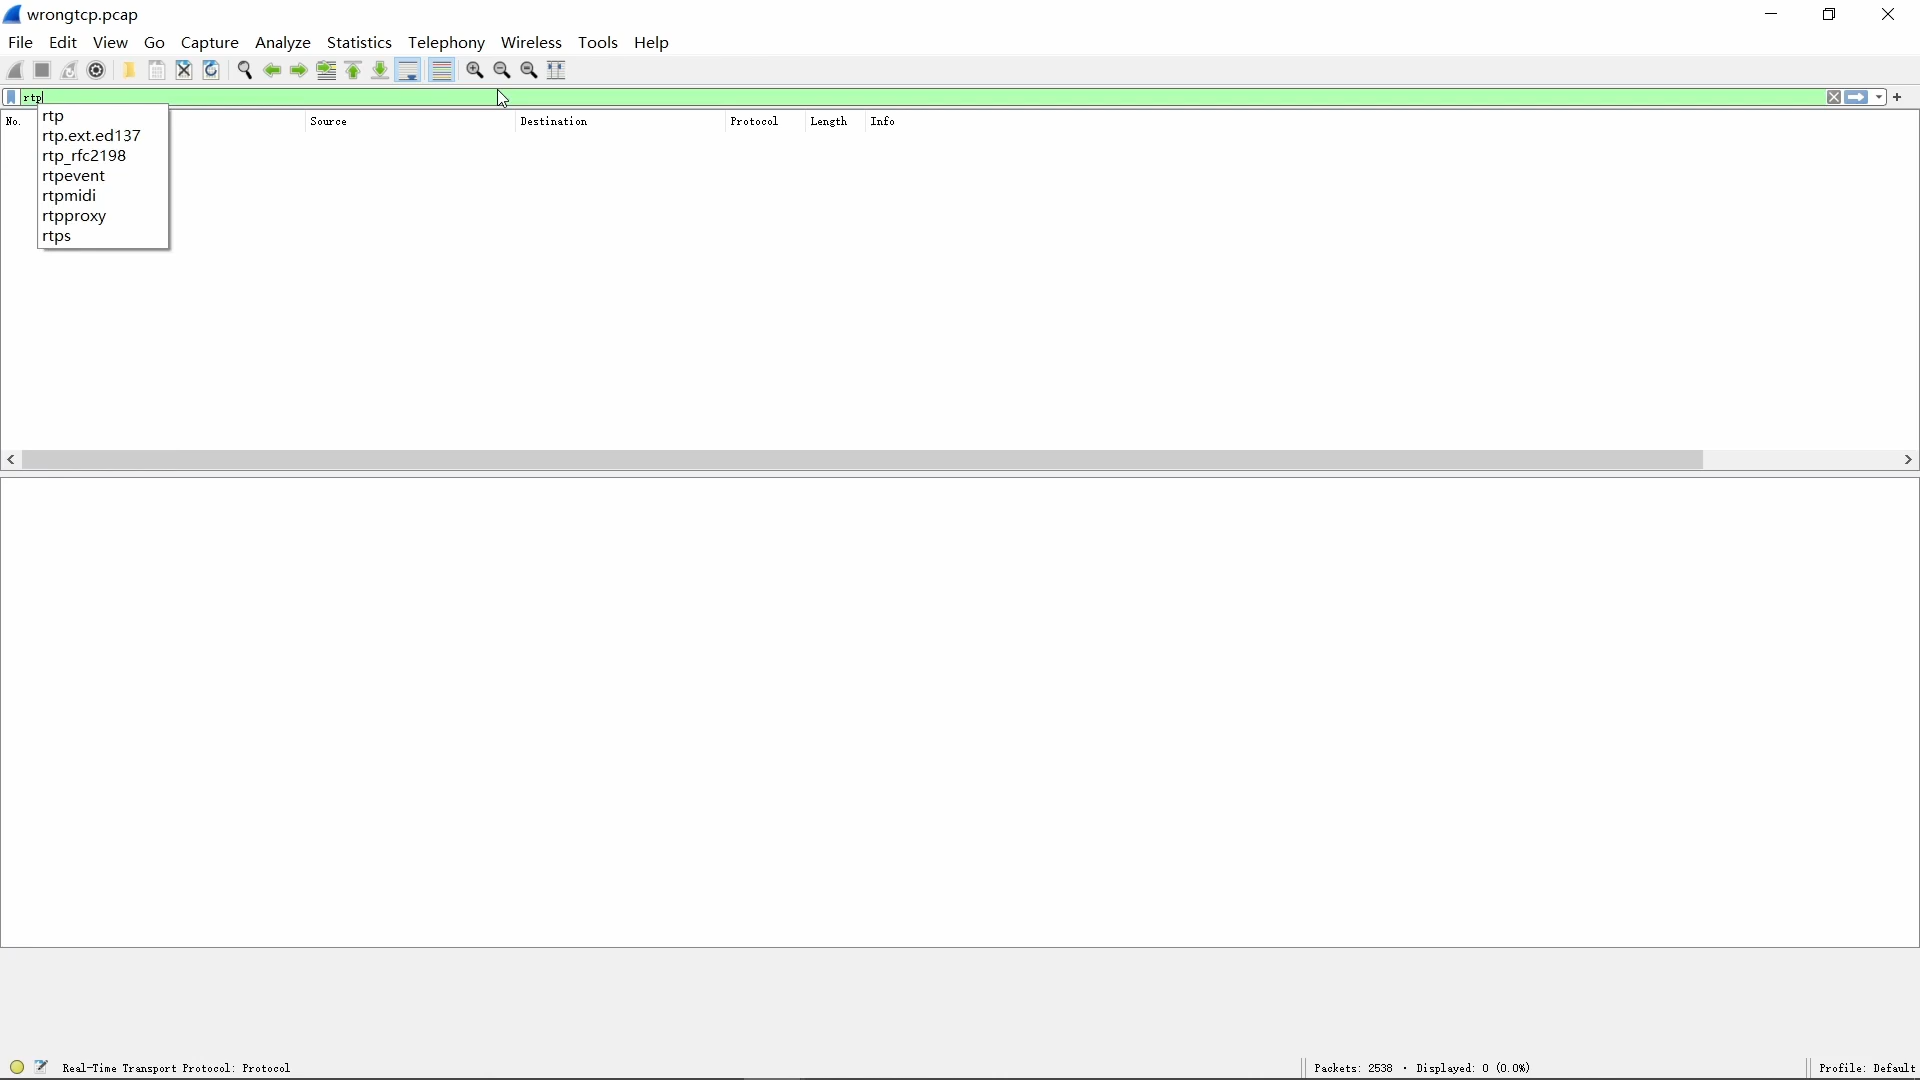 wrongtcp.pcap
File Edit View Go Capture Analyze Statistics Telephony Wireless Tools Help
rtp
No. Source Destination Protocol Length Info
rtp
rtp.ext.ed137
rtp_rfc2198
rtpevent
rtpmidi
rtpproxy
rtps
Real-Time Transport Protocol: Protocol Packets: 2538 · Displayed: 0 (0.0%) Profile: Default